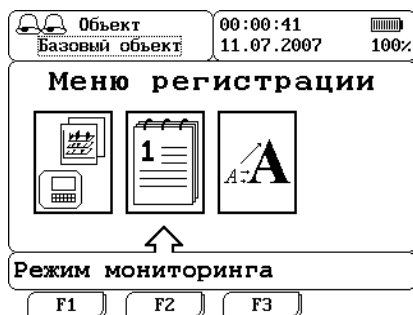 Объект
Базовый объект
00:00:41
11.07.2007 100%
Меню регистрации
1
A A
Режим мониторинга
F1 F2 F3